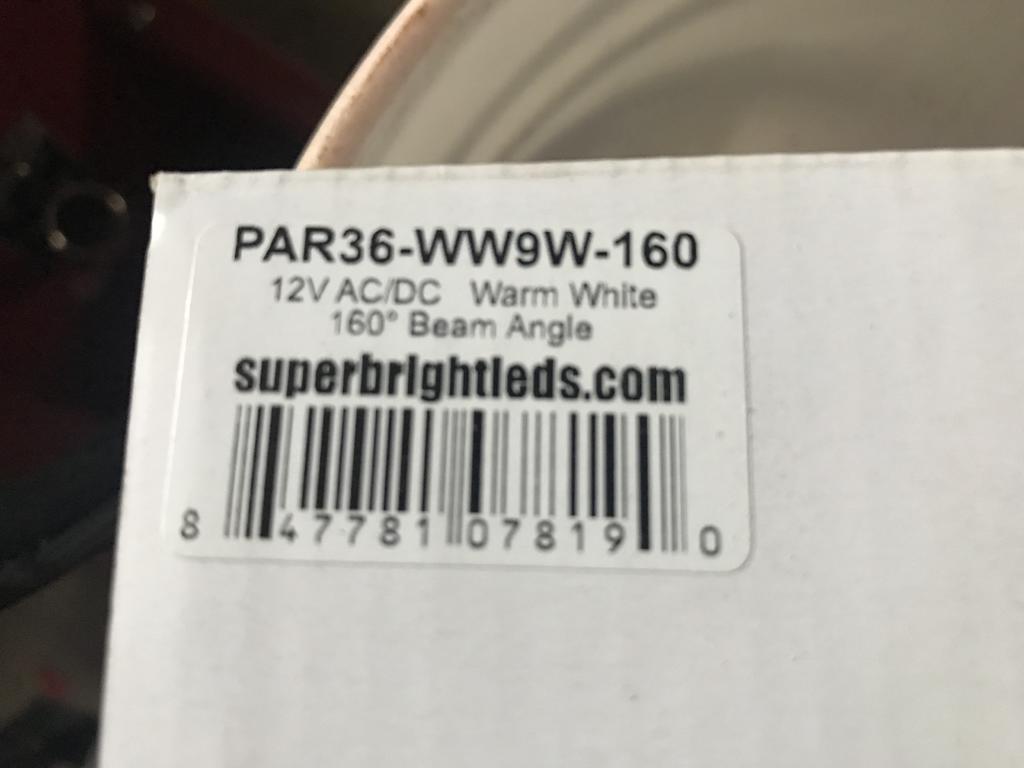 PAR36-WW9W-160
12V AC/DC Warm White
160° Beam Angle
superbrightleds.com
8 47781 07819 0